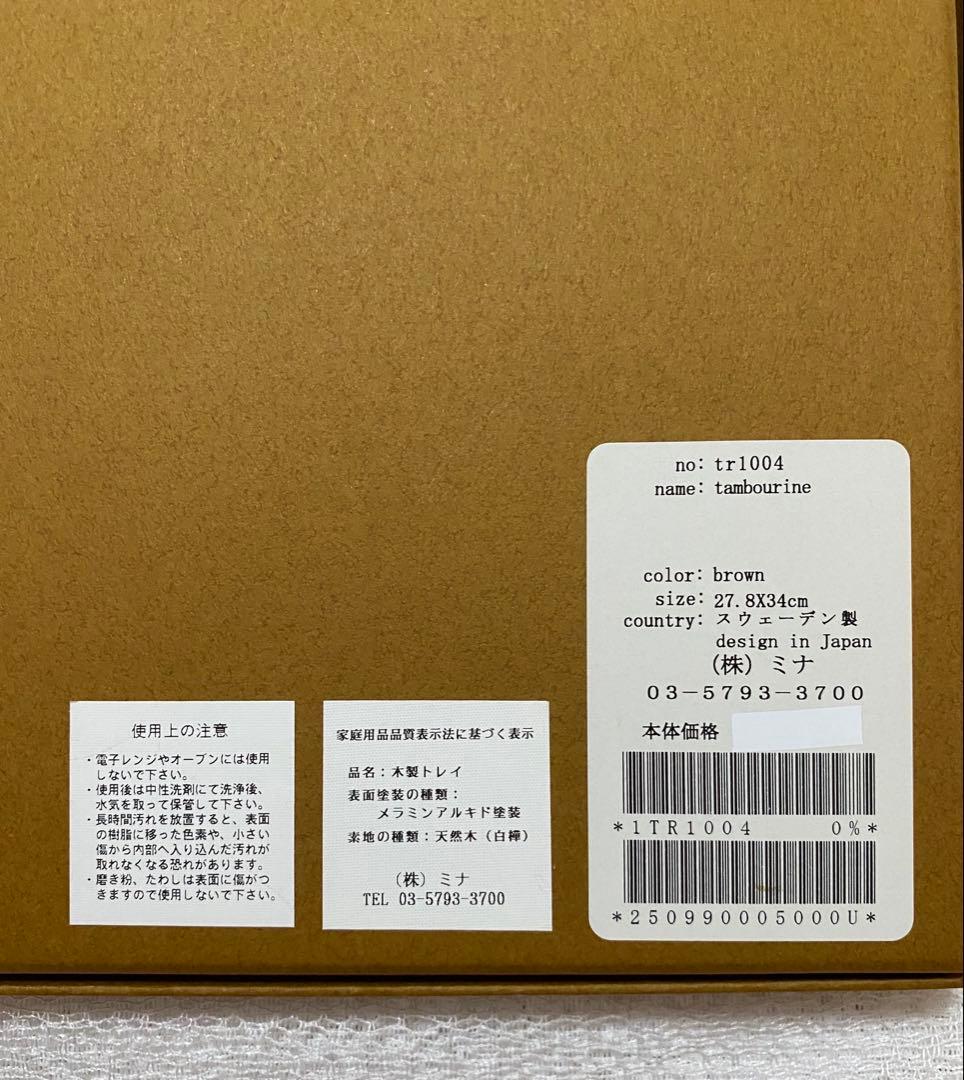 no: tr1004
name: tambourine
color: brown
size: 27.8X34cm
country: スウェーデン製
design in Japan
(株) ミナ
03-5793-3700
本体価格
*1TR1004 0%*
*250990005000U*
使用上の注意
・電子レンジやオーブンには使用
しないで下さい。
・使用後は中性洗剤にて洗浄後、
水気を取って保管して下さい。
・長時間汚れを放置すると、表面
の樹脂に移った色素や、小さい
傷から内部へ入り込んだ汚れが
取れなくなる恐れがあります。
・磨き粉、たわしは表面に傷がつ
きますので使用しないで下さい。
家庭用品品質表示法に基づく表示
品名：木製トレイ
表面塗装の種類：
メラミンアルキド塗装
素地の種類：天然木（白樺）
（株）ミナ
TEL 03-5793-3700